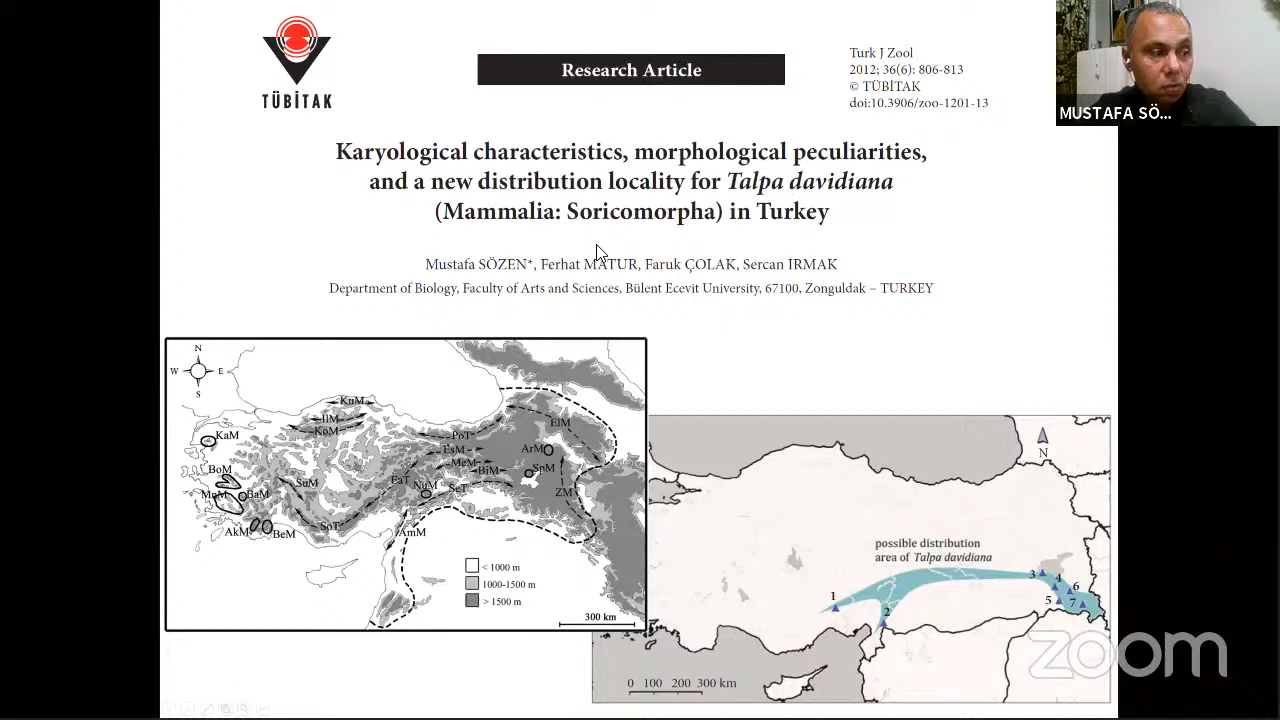 TÜBİTAK
Research Article
Turk J Zool
2012; 36(6): 806-813
© TÜBİTAK
doi:10.3906/zoo-1201-13
MUSTAFA SÖ...
Karyological characteristics, morphological peculiarities,
and a new distribution locality for Talpa davidiana
(Mammalia: Soricomorpha) in Turkey
Mustafa SÖZEN*, Ferhat MATUR, Faruk ÇOLAK, Sercan IRMAK
Department of Biology, Faculty of Arts and Sciences, Bülent Ecevit University, 67100, Zonguldak – TURKEY
N
W E
S
KuM
IlM
KoM
KaM
PoT
ElM
EsM
ArM
MeM
BiM
SpM
BoM
SuM
EaT
NuM
SeT
ZM
MnM
BaM
SoT
AkM
BeM
AmM
< 1000 m
1000-1500 m
> 1500 m
300 km
N
possible distribution
area of Talpa davidiana
1
2
3
4
5
6
7
0 100 200 300 km
zoom